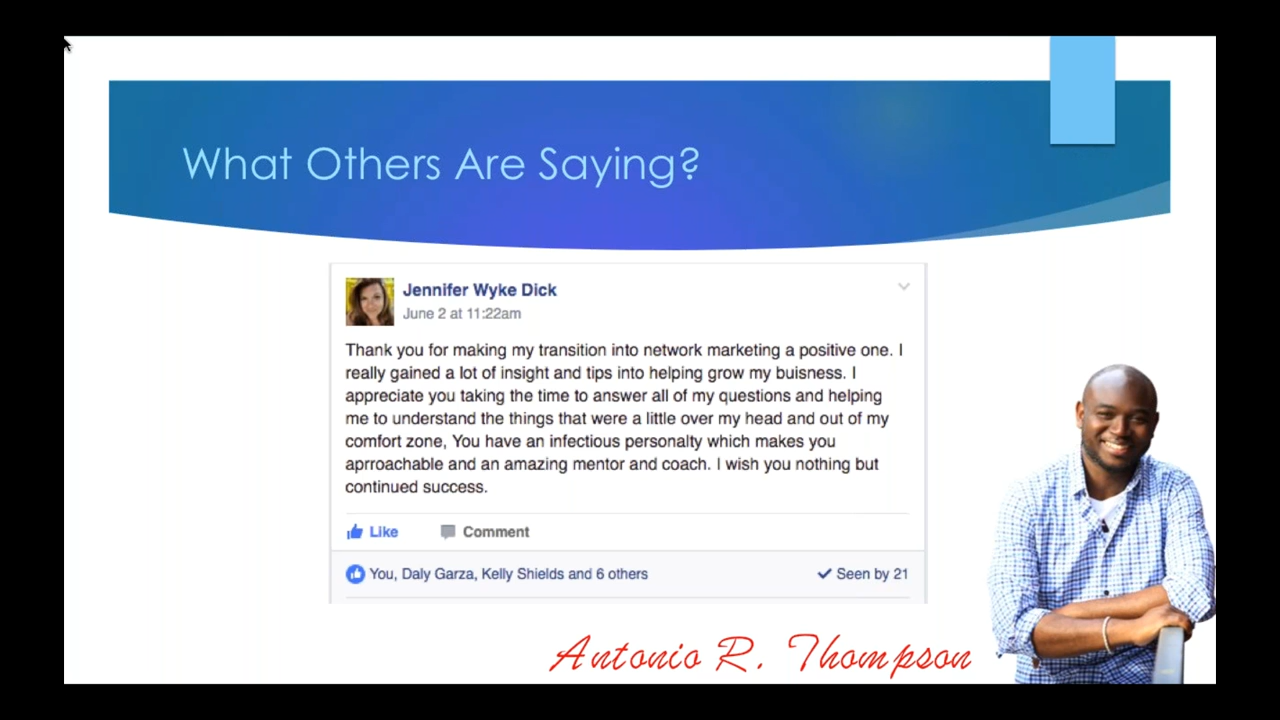 What Others Are Saying?
Jennifer Wyke Dick
June 2 at 11:22am
Thank you for making my transition into network marketing a positive one. I
really gained a lot of insight and tips into helping grow my buisness. I
appreciate you taking the time to answer all of my questions and helping
me to understand the things that were a little over my head and out of my
comfort zone, You have an infectious personalty which makes you
aprroachable and an amazing mentor and coach. I wish you nothing but
continued success.
Like Comment
You, Daly Garza, Kelly Shields and 6 others Seen by 21
Antonio R. Thompson